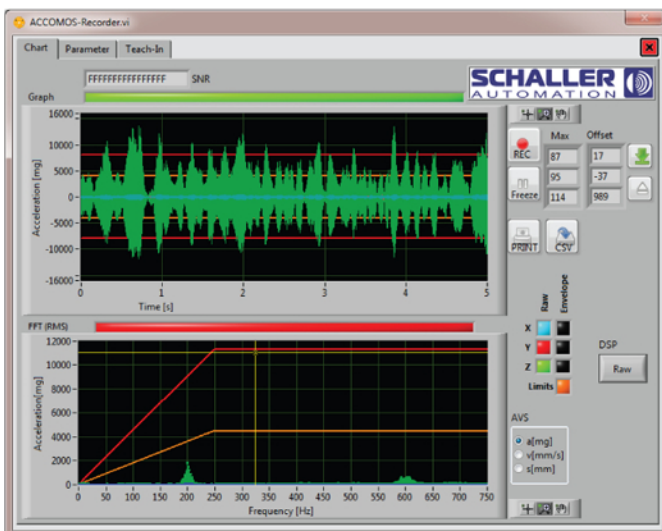 ACCOMOS-Recorder.vi
Chart Parameter Teach-In
FFFFFFFFFFFFFFFF SNR
SCHALLER
AUTOMATION
Graph
16000
10000
5000
0
-5000
-10000
-16000
Acceleration [mg]
0 1 2 3 4 5
Time [s]
REC
Freeze
Max Offset
87 17
95 -37
114 989
PRINT CSV
FFT (RMS)
12000
10000
8000
6000
4000
2000
0
Acceleration[mg]
0 50 100 150 200 250 300 350 400 450 500 550 600 650 700 750
Frequency [Hz]
Raw Envelope
X
Y
Z
Limits
DSP
Raw
AVS
a[mg]
v[mm/s]
s[mm]